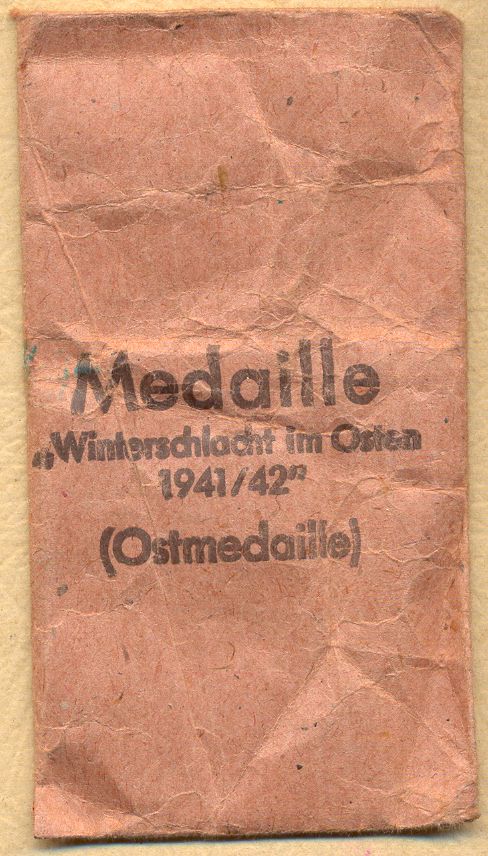 Medaille
„Winterschlacht im Osten
1941/42"
(Ostmedaille)